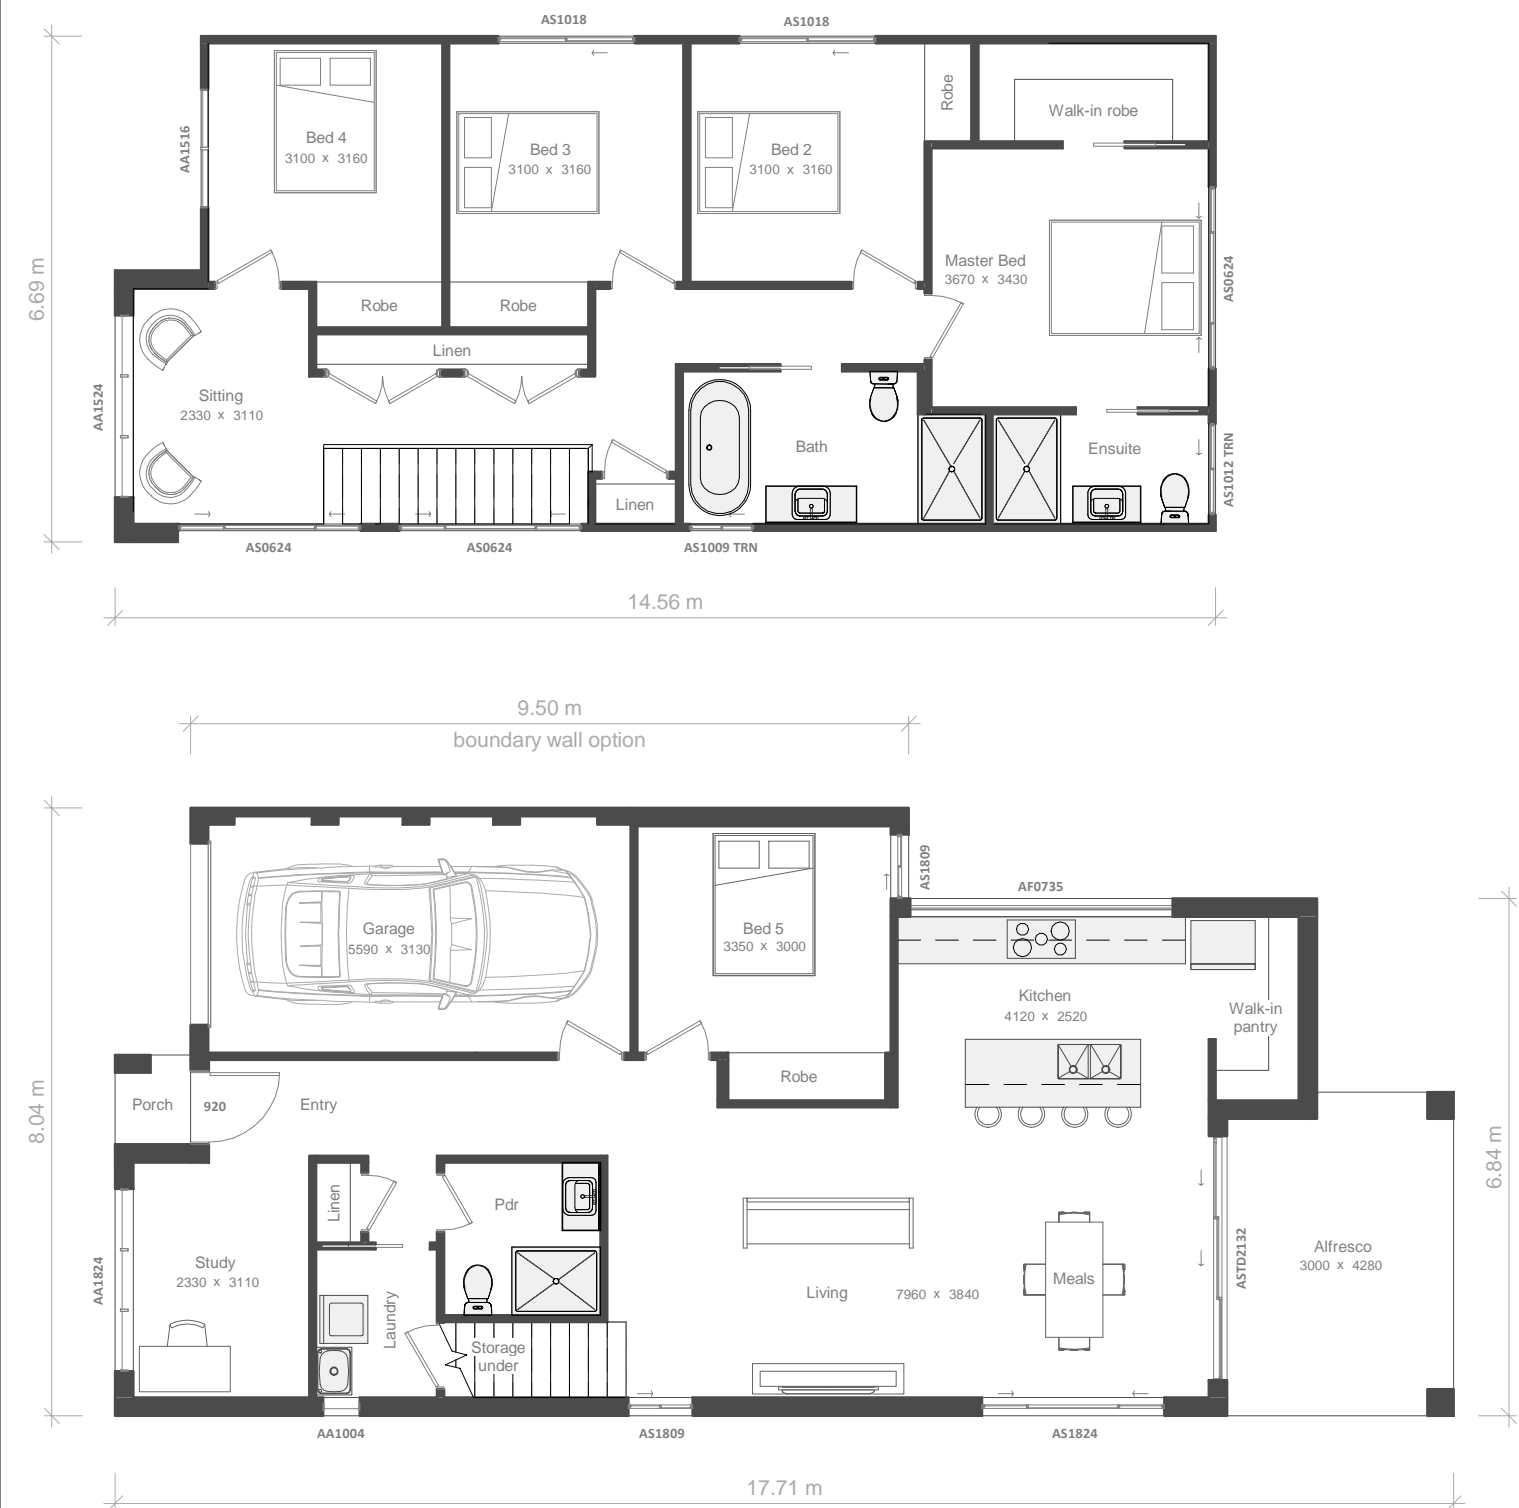 AS1018
AS1018
AA1516
Bed 4
3100 x 3160
Bed 3
3100 x 3160
Bed 2
3100 x 3160
Robe
Walk-in robe
Master Bed
3670 x 3430
AS0624
6.69 m
Robe
Robe
Linen
Sitting
2330 x 3110
AA1524
Bath
Ensuite
AS1012 TRN
Linen
AS0624
AS0624
AS1009 TRN
14.56 m
9.50 m
boundary wall option
AS1809
AF0735
Garage
5590 x 3130
Bed 5
3350 x 3000
Kitchen
4120 x 2520
Walk-in
pantry
Robe
Porch
920
Entry
8.04 m
6.84 m
Linen
Pdr
Study
2330 x 3110
AA1824
Laundry
Storage
under
Living
7960 x 3840
Meals
ASTD2132
Alfresco
3000 x 4280
AA1004
AS1809
AS1824
17.71 m